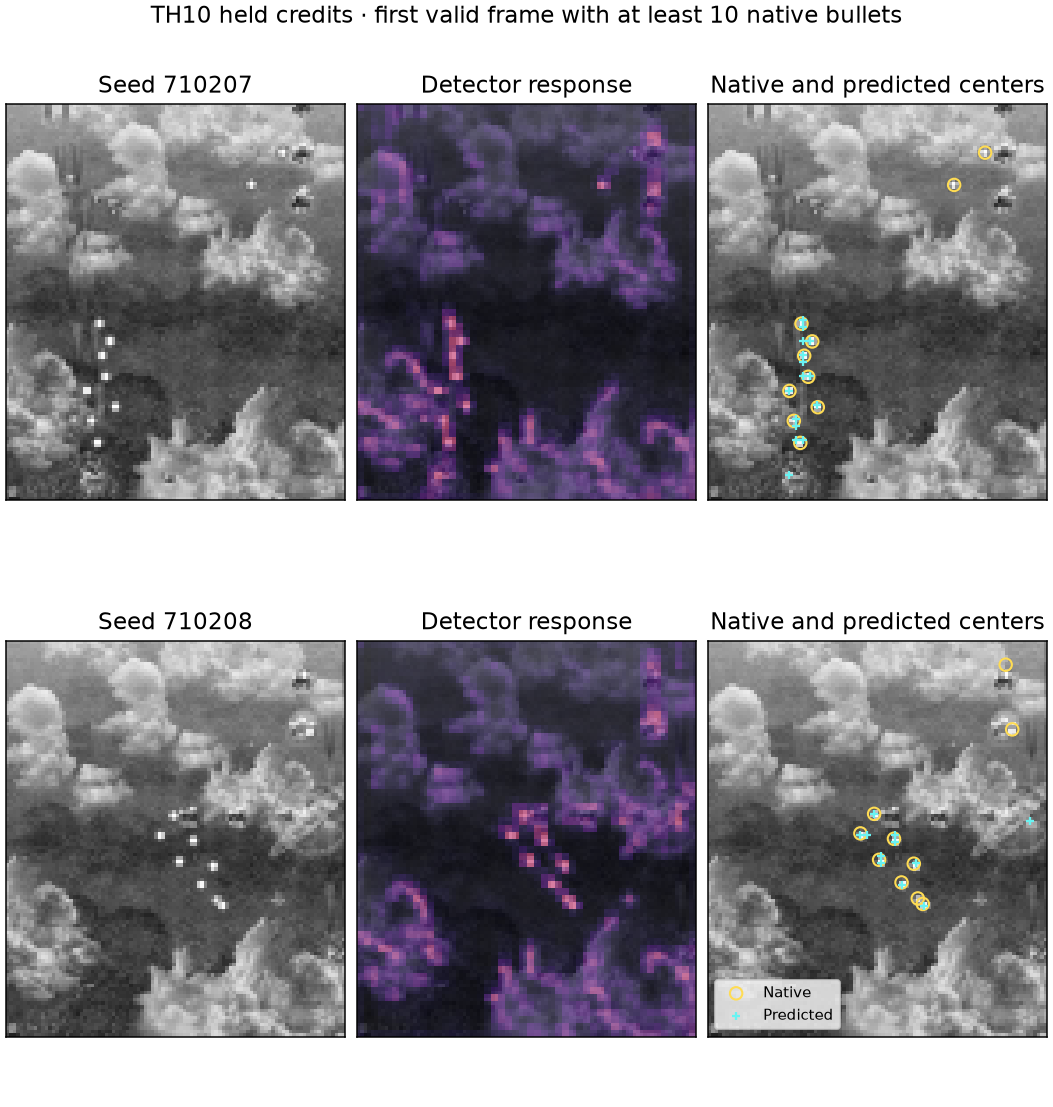 TH10 held credits · first valid frame with at least 10 native bullets
Seed 710207
Detector response
Native and predicted centers
Seed 710208
Detector response
Native and predicted centers
Native
Predicted